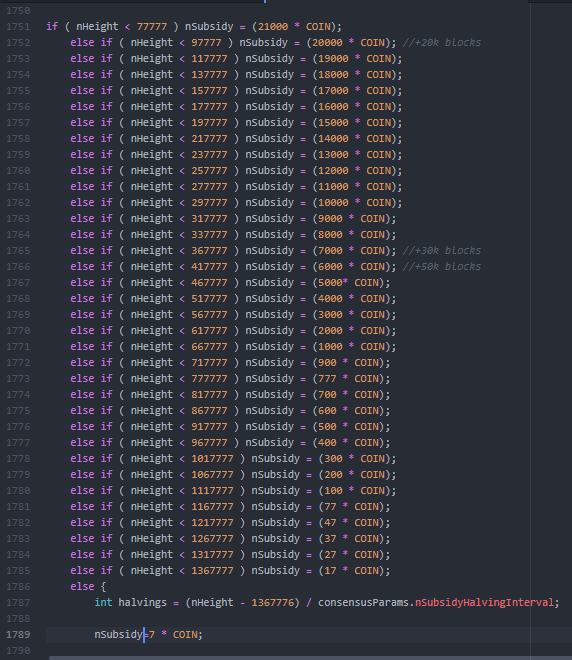 1750
1751 if ( nHeight < 77777 ) nSubsidy = (21000 * COIN);
1752 else if ( nHeight < 97777 ) nSubsidy = (20000 * COIN); //+20k blocks
1753 else if ( nHeight < 117777 ) nSubsidy = (19000 * COIN);
1754 else if ( nHeight < 137777 ) nSubsidy = (18000 * COIN);
1755 else if ( nHeight < 157777 ) nSubsidy = (17000 * COIN);
1756 else if ( nHeight < 177777 ) nSubsidy = (16000 * COIN);
1757 else if ( nHeight < 197777 ) nSubsidy = (15000 * COIN);
1758 else if ( nHeight < 217777 ) nSubsidy = (14000 * COIN);
1759 else if ( nHeight < 237777 ) nSubsidy = (13000 * COIN);
1760 else if ( nHeight < 257777 ) nSubsidy = (12000 * COIN);
1761 else if ( nHeight < 277777 ) nSubsidy = (11000 * COIN);
1762 else if ( nHeight < 297777 ) nSubsidy = (10000 * COIN);
1763 else if ( nHeight < 317777 ) nSubsidy = (9000 * COIN);
1764 else if ( nHeight < 337777 ) nSubsidy = (8000 * COIN);
1765 else if ( nHeight < 367777 ) nSubsidy = (7000 * COIN); //+30k blocks
1766 else if ( nHeight < 417777 ) nSubsidy = (6000 * COIN); //+50k blocks
1767 else if ( nHeight < 467777 ) nSubsidy = (5000* COIN);
1768 else if ( nHeight < 517777 ) nSubsidy = (4000 * COIN);
1769 else if ( nHeight < 567777 ) nSubsidy = (3000 * COIN);
1770 else if ( nHeight < 617777 ) nSubsidy = (2000 * COIN);
1771 else if ( nHeight < 667777 ) nSubsidy = (1000 * COIN);
1772 else if ( nHeight < 717777 ) nSubsidy = (900 * COIN);
1773 else if ( nHeight < 777777 ) nSubsidy = (777 * COIN);
1774 else if ( nHeight < 817777 ) nSubsidy = (700 * COIN);
1775 else if ( nHeight < 867777 ) nSubsidy = (600 * COIN);
1776 else if ( nHeight < 917777 ) nSubsidy = (500 * COIN);
1777 else if ( nHeight < 967777 ) nSubsidy = (400 * COIN);
1778 else if ( nHeight < 1017777 ) nSubsidy = (300 * COIN);
1779 else if ( nHeight < 1067777 ) nSubsidy = (200 * COIN);
1780 else if ( nHeight < 1117777 ) nSubsidy = (100 * COIN);
1781 else if ( nHeight < 1167777 ) nSubsidy = (77 * COIN);
1782 else if ( nHeight < 1217777 ) nSubsidy = (47 * COIN);
1783 else if ( nHeight < 1267777 ) nSubsidy = (37 * COIN);
1784 else if ( nHeight < 1317777 ) nSubsidy = (27 * COIN);
1785 else if ( nHeight < 1367777 ) nSubsidy = (17 * COIN);
1786 else {
1787 int halvings = (nHeight - 1367776) / consensusParams.nSubsidyHalvingInterval;
1788
1789 nSubsidy=7 * COIN;
1790